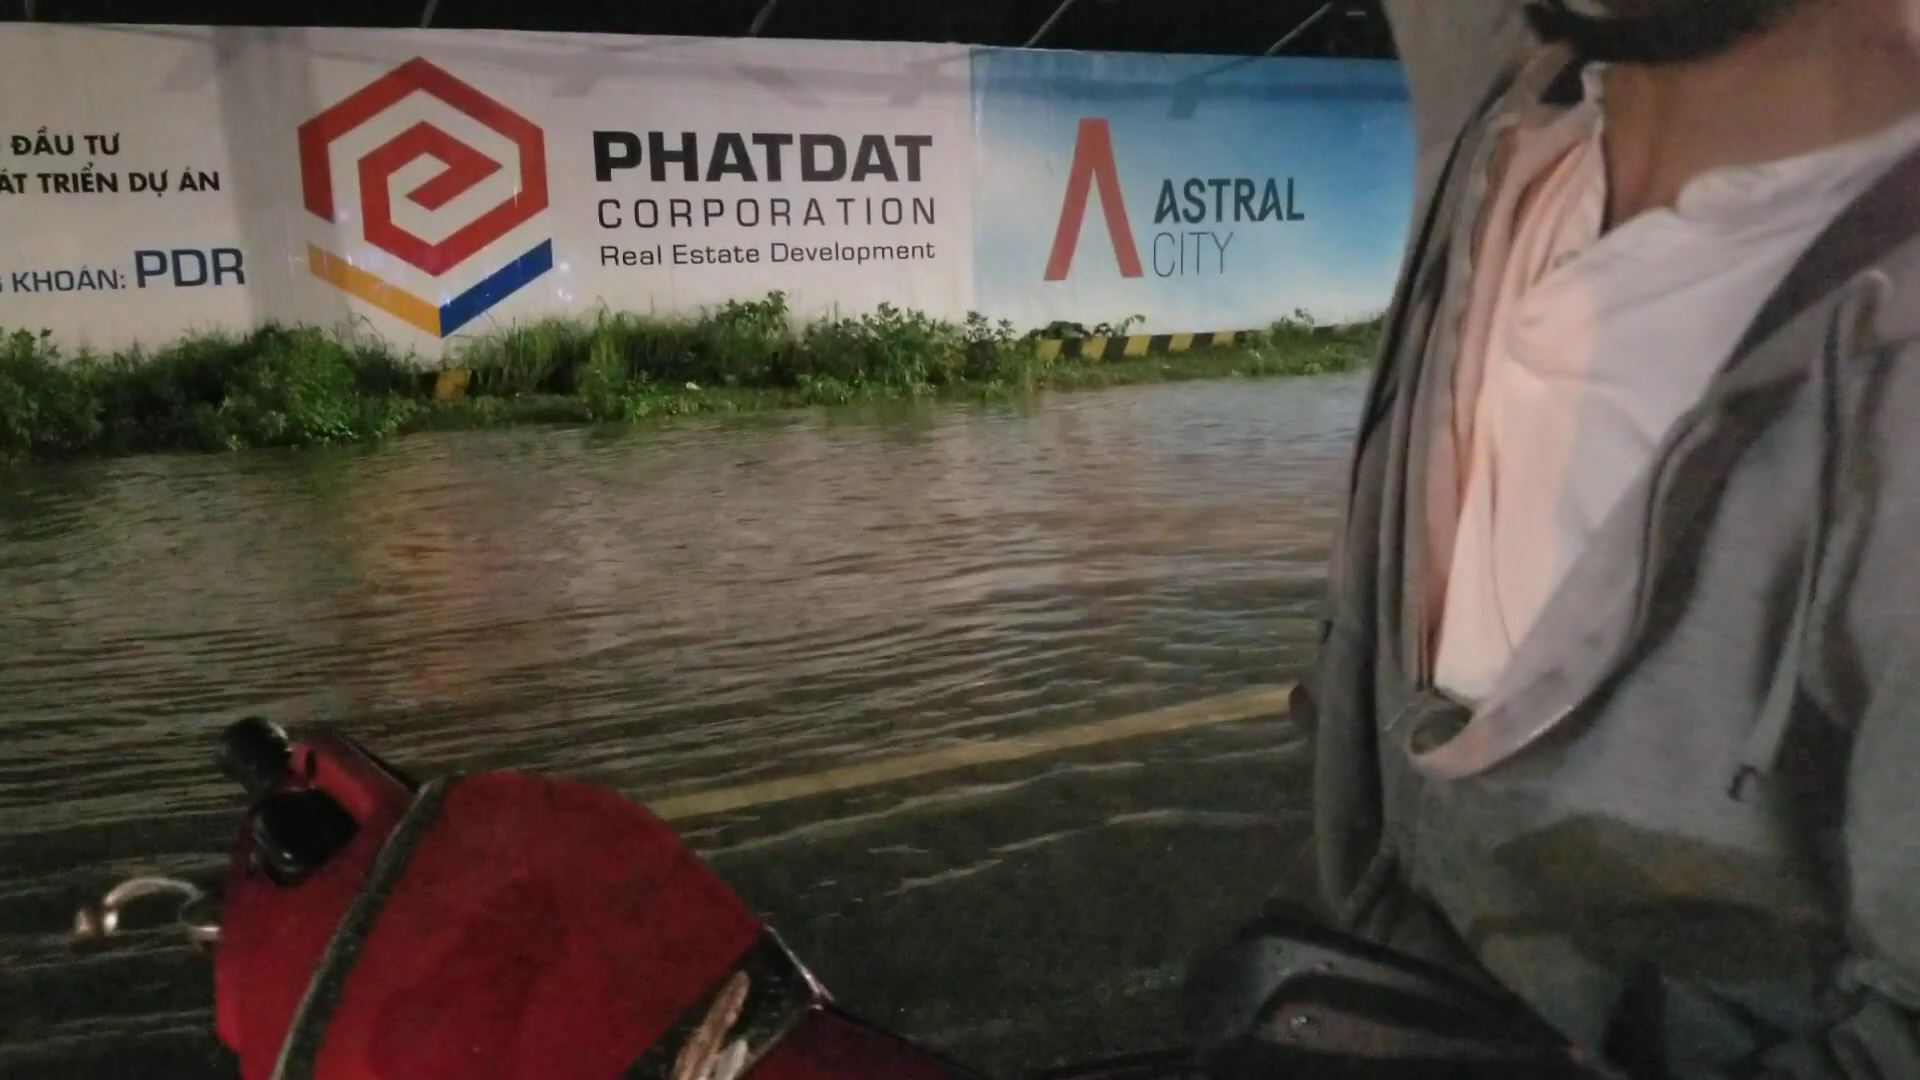 ĐẦU TƯ
ÁT TRIỂN DỰ ÁN
KHOÁN: PDR
PHATDAT
CORPORATION
Real Estate Development
ASTRAL
CITY